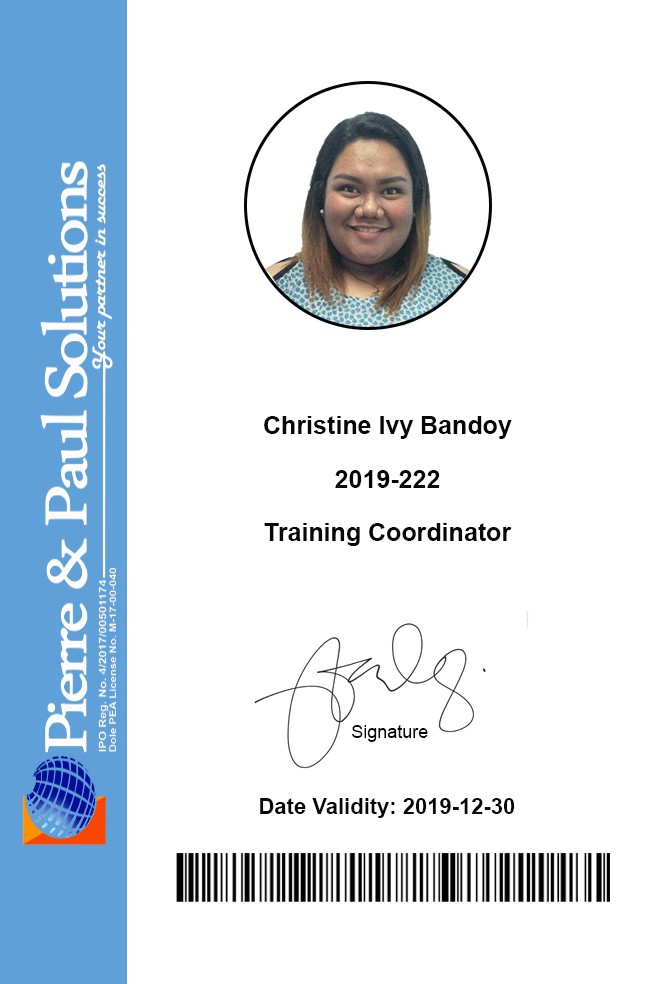 Pierre & Paul Solutions
Your partner in success
IPO Reg. No. 4/2017/00501174
Dole PEA License No. M-17-00-040
Christine Ivy Bandoy
2019-222
Training Coordinator
Signature
Date Validity: 2019-12-30